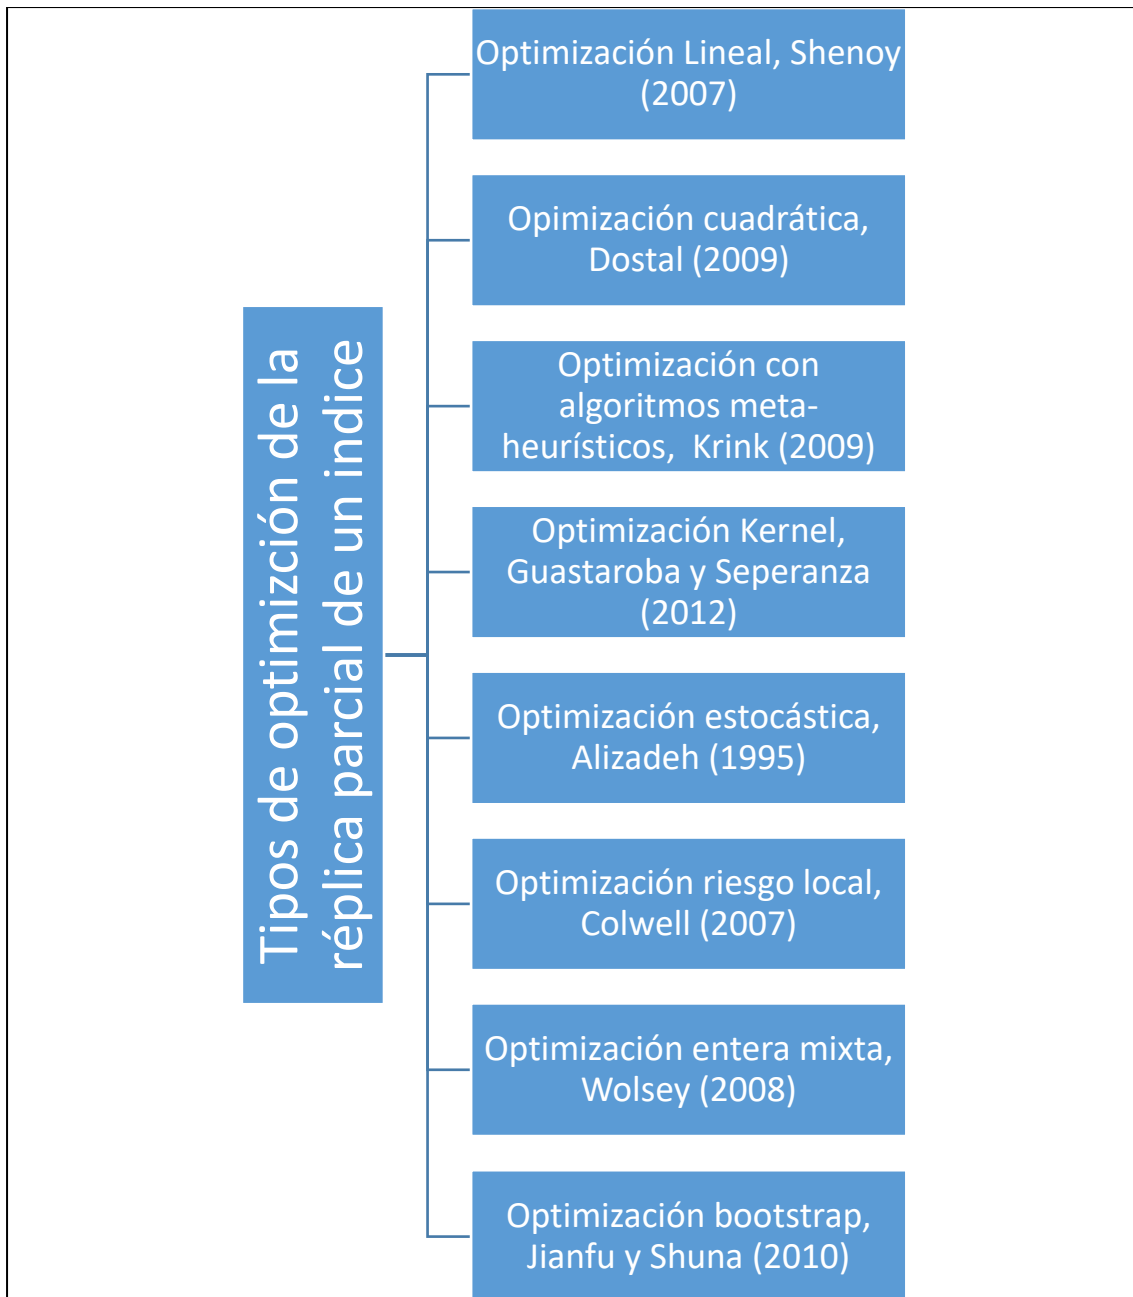 Tipos de optimizción de la
réplica parcial de un indice
Optimización Lineal, Shenoy
(2007)
Opimización cuadrática,
Dostal (2009)
Optimización con
algoritmos meta-
heurísticos, Krink (2009)
Optimización Kernel,
Guastaroba y Seperanza
(2012)
Optimización estocástica,
Alizadeh (1995)
Optimización riesgo local,
Colwell (2007)
Optimización entera mixta,
Wolsey (2008)
Optimización bootstrap,
Jianfu y Shuna (2010)